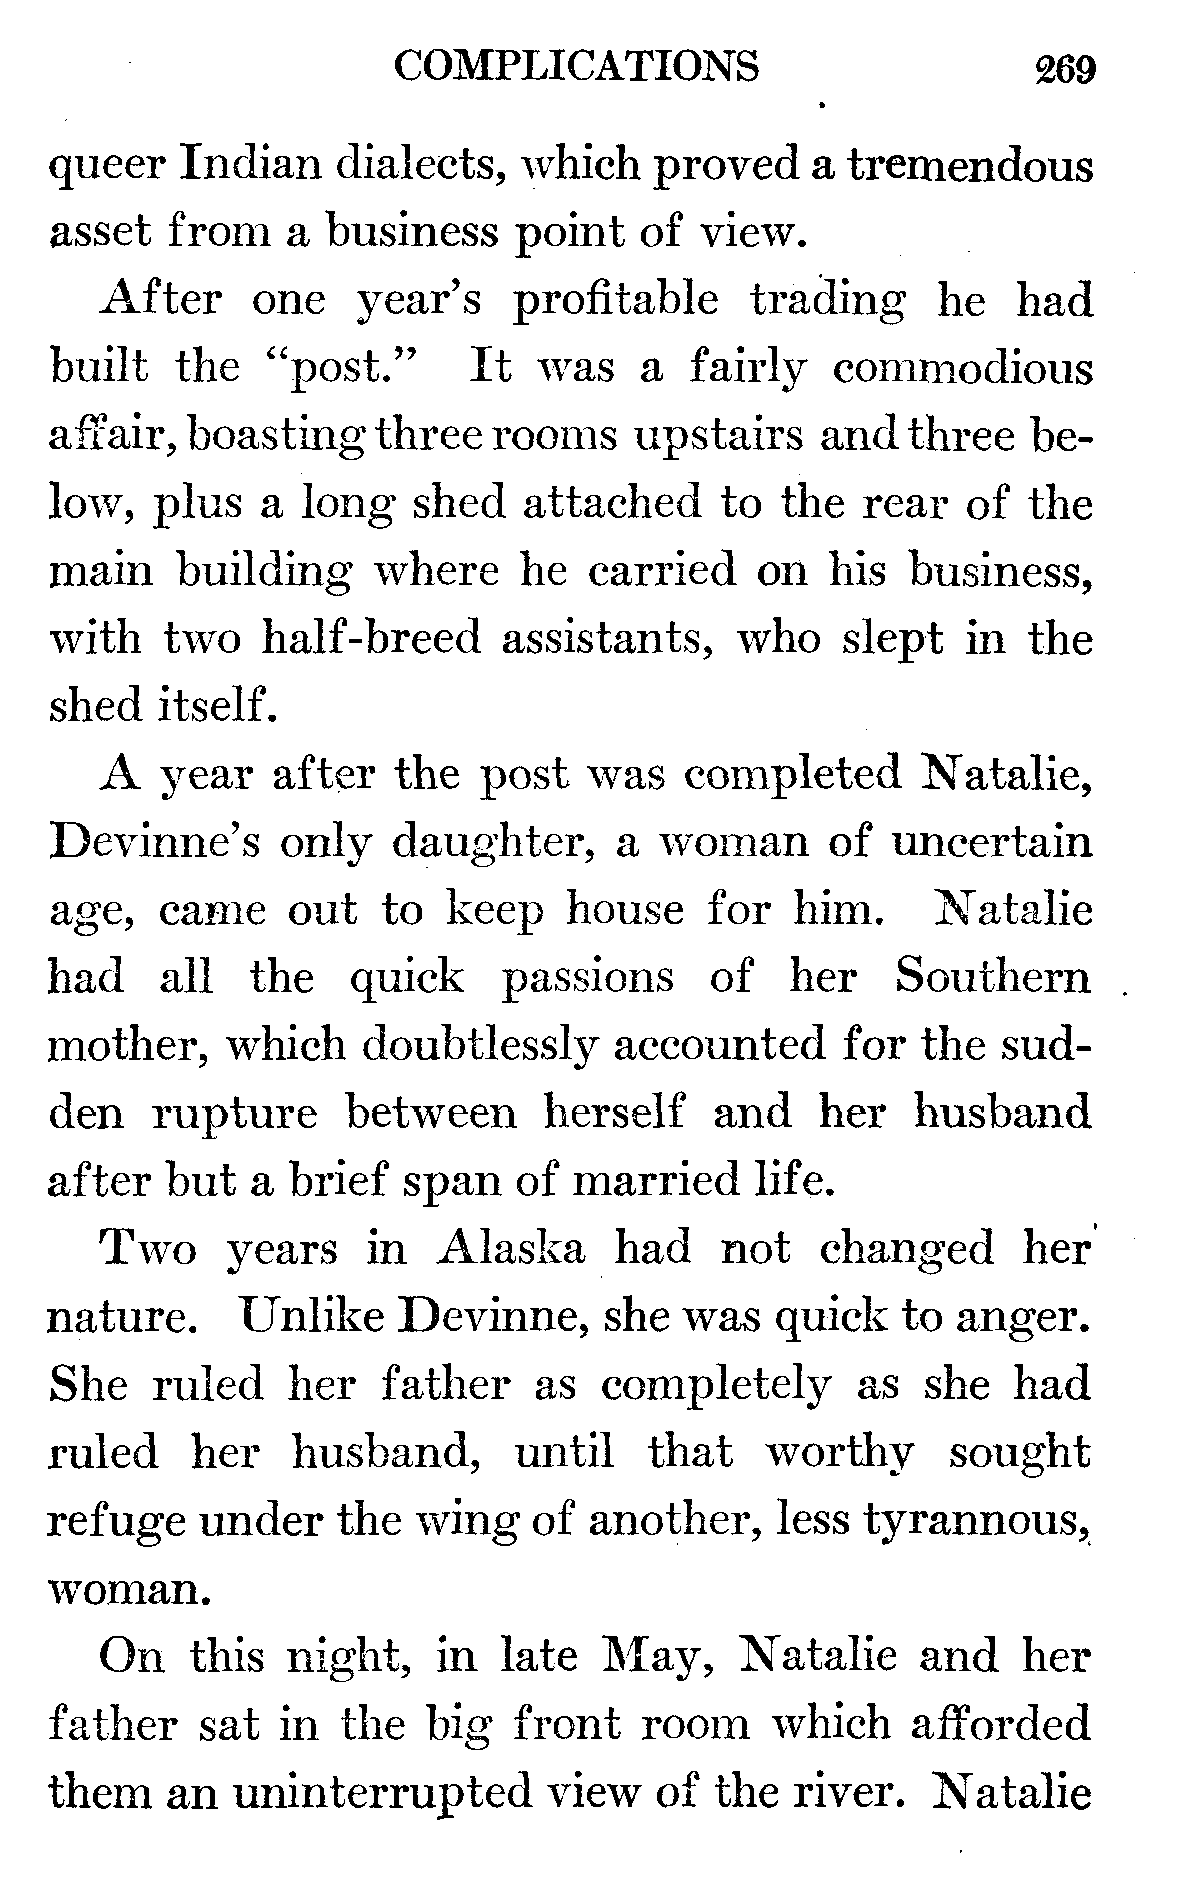 COMPLICATIONS 269
queer Indian dialects, which proved a tremendous
asset from a business point of view.
After one year's profitable trading he had
built the “post.” It was a fairly commodious
affair, boasting three rooms upstairs and three be-
low, plus a long shed attached to the rear of the
main building where he carried on his business,
with two half-breed assistants, who slept in the
shed itself.
A year after the post was completed Natalie,
Devinne's only daughter, a woman of uncertain
age, came out to keep house for him. Natalie
had all the quick passions of her Southern
mother, which doubtlessly accounted for the sud-
den rupture between herself and her husband
after but a brief span of married life.
Two years in Alaska had not changed her
nature. Unlike Devinne, she was quick to anger.
She ruled her father as completely as she had
ruled her husband, until that worthy sought
refuge under the wing of another, less tyrannous,
woman.
On this night, in late May, Natalie and her
father sat in the big front room which afforded
them an uninterrupted view of the river. Natalie